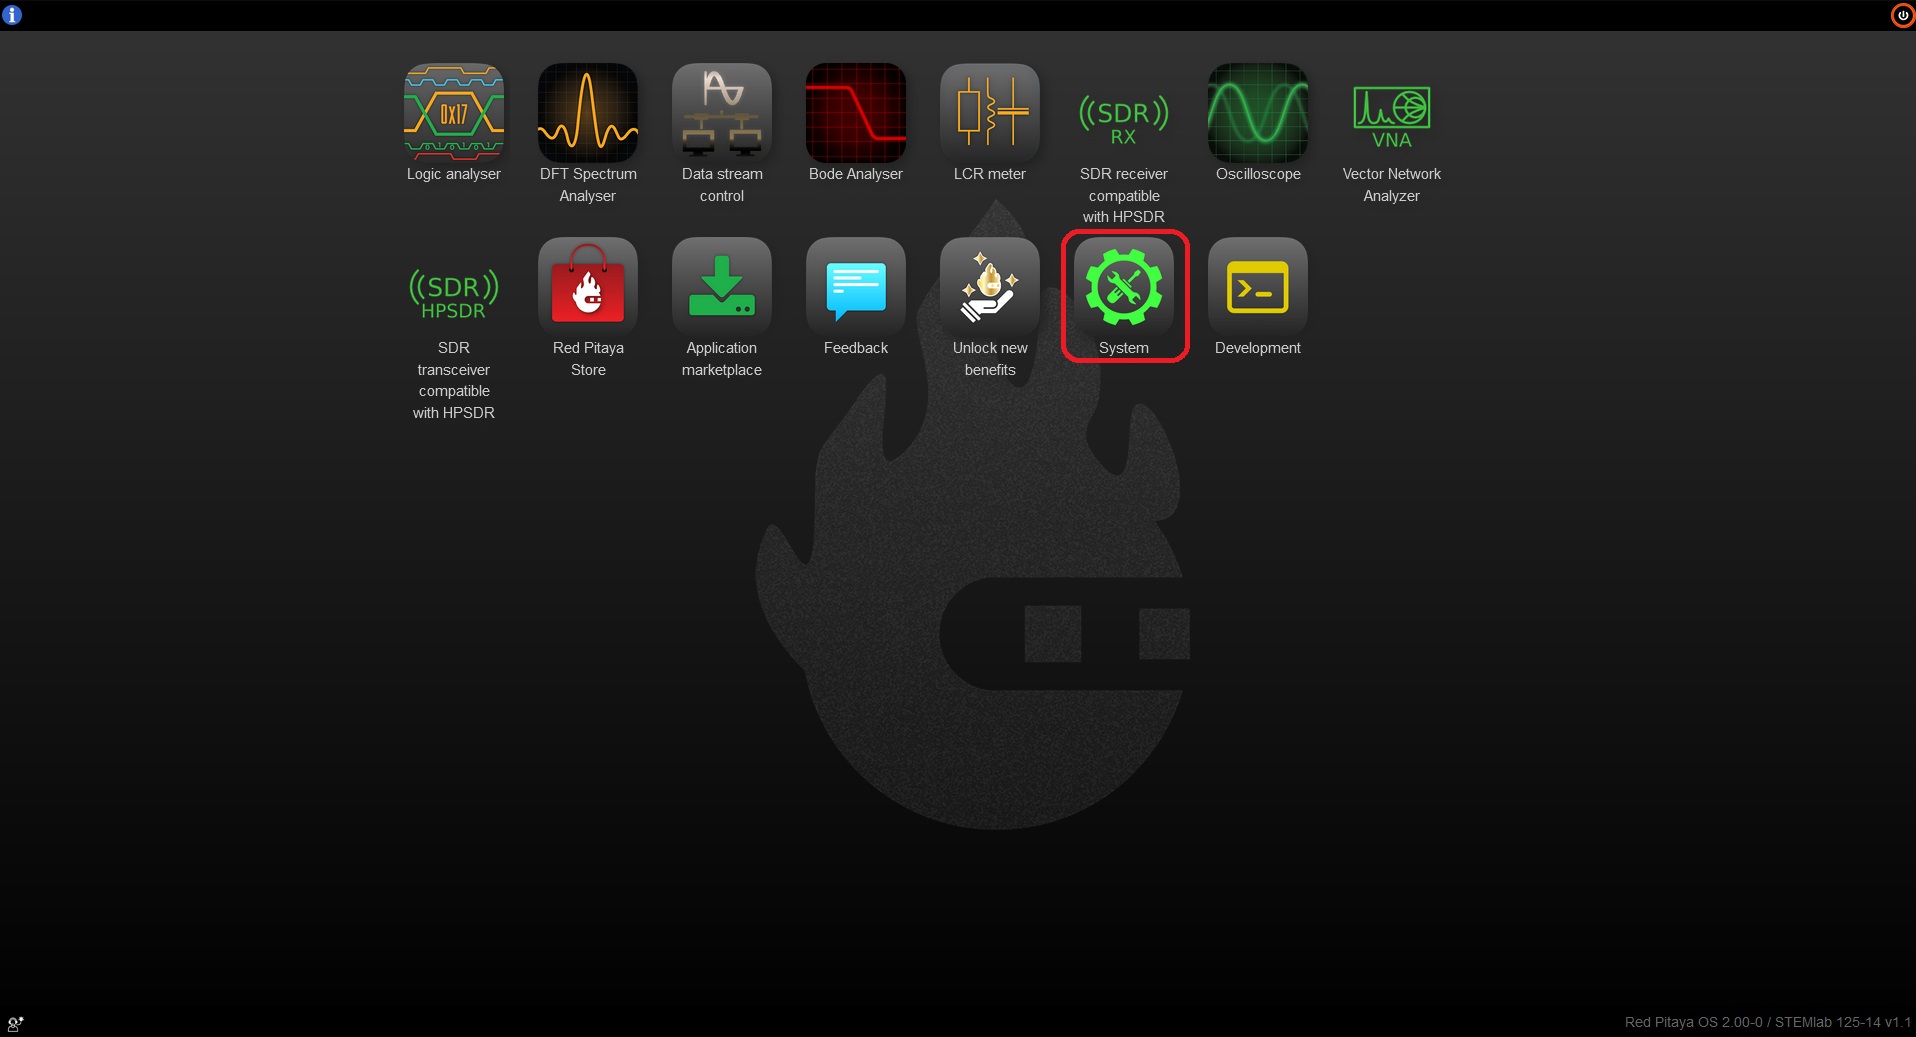 0x17
((SDR))
RX
VNA
Logic analyser
DFT Spectrum
Analyser
Data stream
control
Bode Analyser
LCR meter
SDR receiver
compatible
with HPSDR
Oscilloscope
Vector Network
Analyzer
((SDR))
HPSDR
SDR
transceiver
compatible
with HPSDR
Red Pitaya
Store
Application
marketplace
Feedback
Unlock new
benefits
System
Development
Red Pitaya OS 2.00-0 / STEMlab 125-14 v1.1